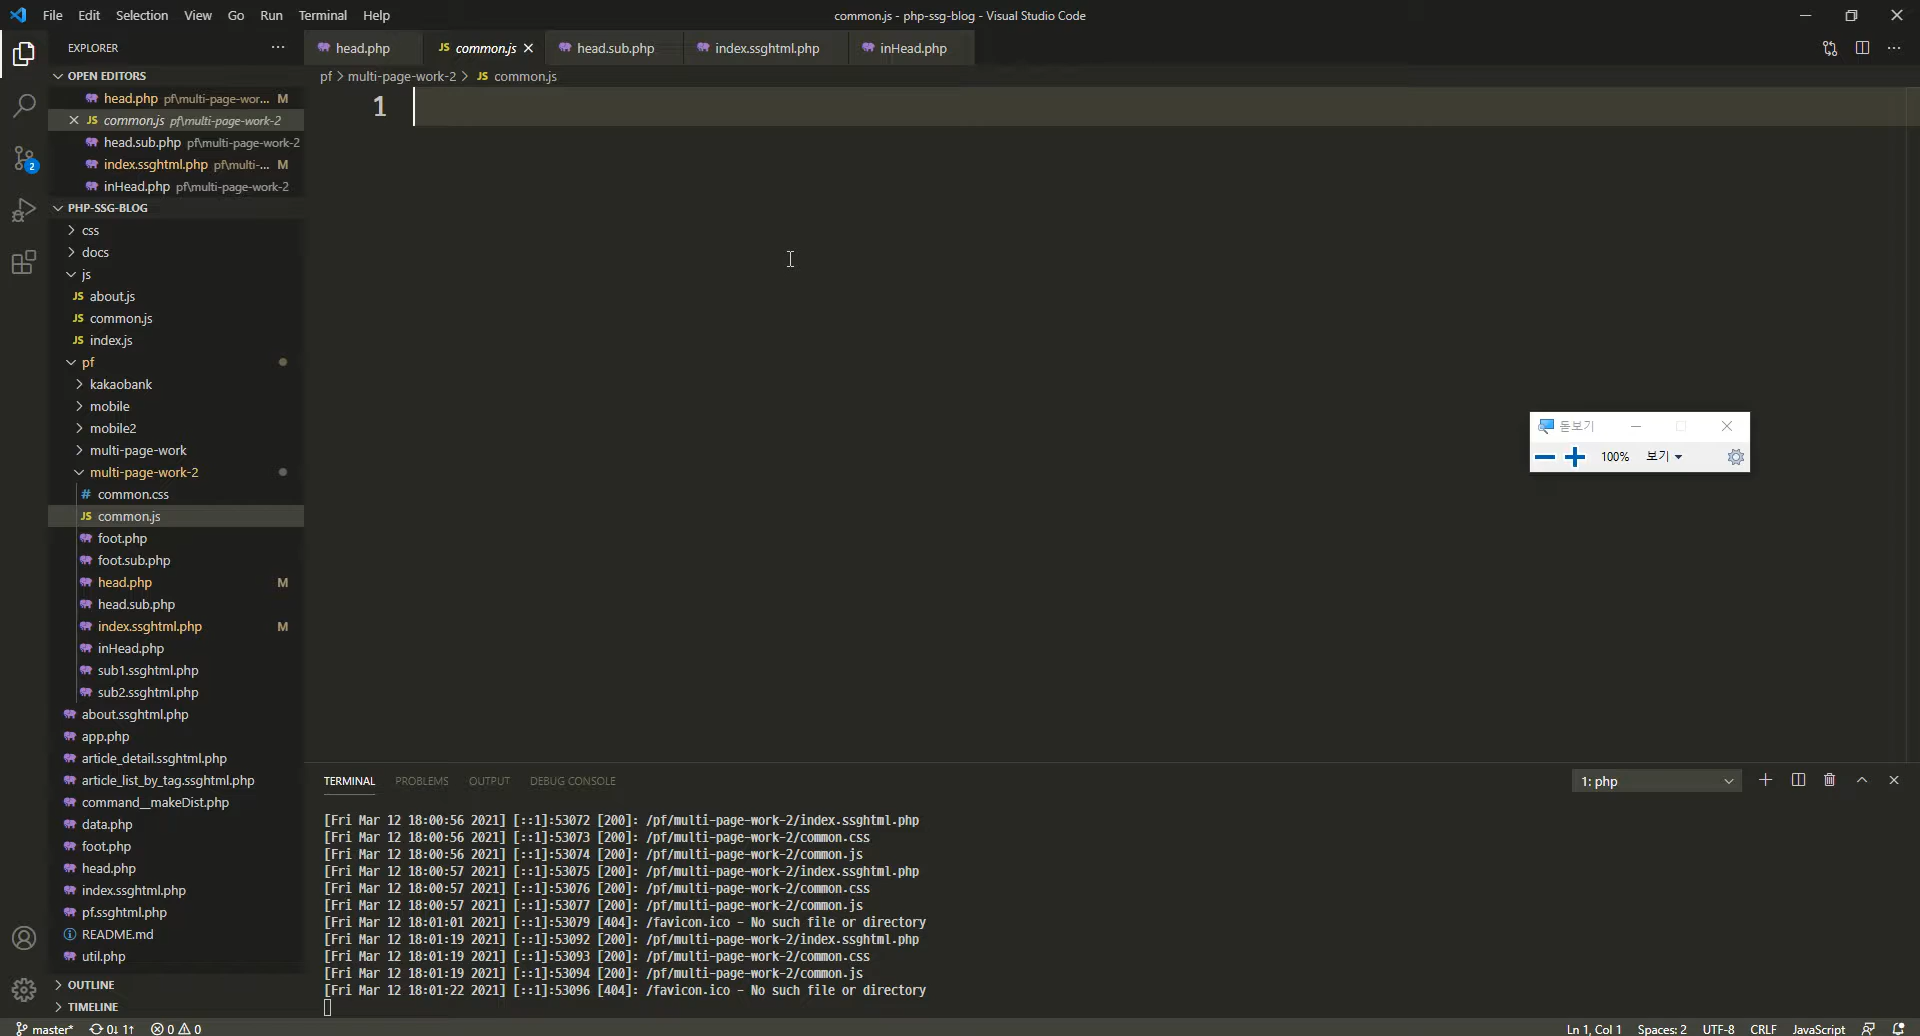 File Edit Selection View Go Run Terminal Help
common.js - php-ssg-blog - Visual Studio Code
EXPLORER
OPEN EDITORS
head.php pf\multi-page-wor... M
common.js pf\multi-page-work-2
head.sub.php pf\multi-page-work-2
index.ssghtml.php pf\multi-... M
inHead.php pf\multi-page-work-2
PHP-SSG-BLOG
css
docs
js
JS about.js
JS common.js
JS index.js
pf
kakaobank
mobile
mobile2
multi-page-work
multi-page-work-2
# common.css
JS common.js
foot.php
foot.sub.php
head.php M
head.sub.php
index.ssghtml.php M
inHead.php
sub1.ssghtml.php
sub2.ssghtml.php
about.ssghtml.php
app.php
article_detail.ssghtml.php
article_list_by_tag.ssghtml.php
command__makeDist.php
data.php
foot.php
head.php
index.ssghtml.php
pf.ssghtml.php
README.md
util.php
OUTLINE
TIMELINE
2
head.php
JS common.js
head.sub.php
index.ssghtml.php
inHead.php
pf > multi-page-work-2 > JS common.js
1
돋보기
100% 보기
TERMINAL PROBLEMS OUTPUT DEBUG CONSOLE
1: php
[Fri Mar 12 18:00:56 2021] [::1]:53072 [200]: /pf/multi-page-work-2/index.ssghtml.php
[Fri Mar 12 18:00:56 2021] [::1]:53073 [200]: /pf/multi-page-work-2/common.css
[Fri Mar 12 18:00:56 2021] [::1]:53074 [200]: /pf/multi-page-work-2/common.js
[Fri Mar 12 18:00:57 2021] [::1]:53075 [200]: /pf/multi-page-work-2/index.ssghtml.php
[Fri Mar 12 18:00:57 2021] [::1]:53076 [200]: /pf/multi-page-work-2/common.css
[Fri Mar 12 18:00:57 2021] [::1]:53077 [200]: /pf/multi-page-work-2/common.js
[Fri Mar 12 18:01:01 2021] [::1]:53079 [404]: /favicon.ico - No such file or directory
[Fri Mar 12 18:01:19 2021] [::1]:53092 [200]: /pf/multi-page-work-2/index.ssghtml.php
[Fri Mar 12 18:01:19 2021] [::1]:53093 [200]: /pf/multi-page-work-2/common.css
[Fri Mar 12 18:01:19 2021] [::1]:53094 [200]: /pf/multi-page-work-2/common.js
[Fri Mar 12 18:01:22 2021] [::1]:53096 [404]: /favicon.ico - No such file or directory
master* 0↓ 1↑ 0 0
Ln 1, Col 1 Spaces: 2 UTF-8 CRLF JavaScript